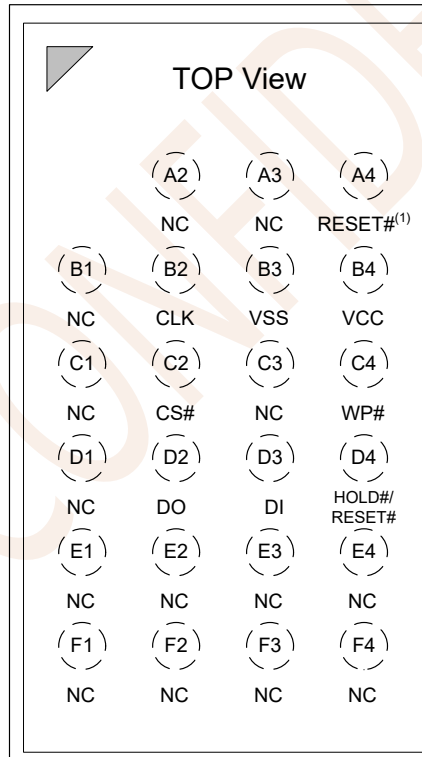 TOP View
A2 A3 A4
NC NC RESET#(1)
B1 B2 B3 B4
NC CLK VSS VCC
C1 C2 C3 C4
NC CS# NC WP#
D1 D2 D3 D4
NC DO DI HOLD#/
RESET#
E1 E2 E3 E4
NC NC NC NC
F1 F2 F3 F4
NC NC NC NC